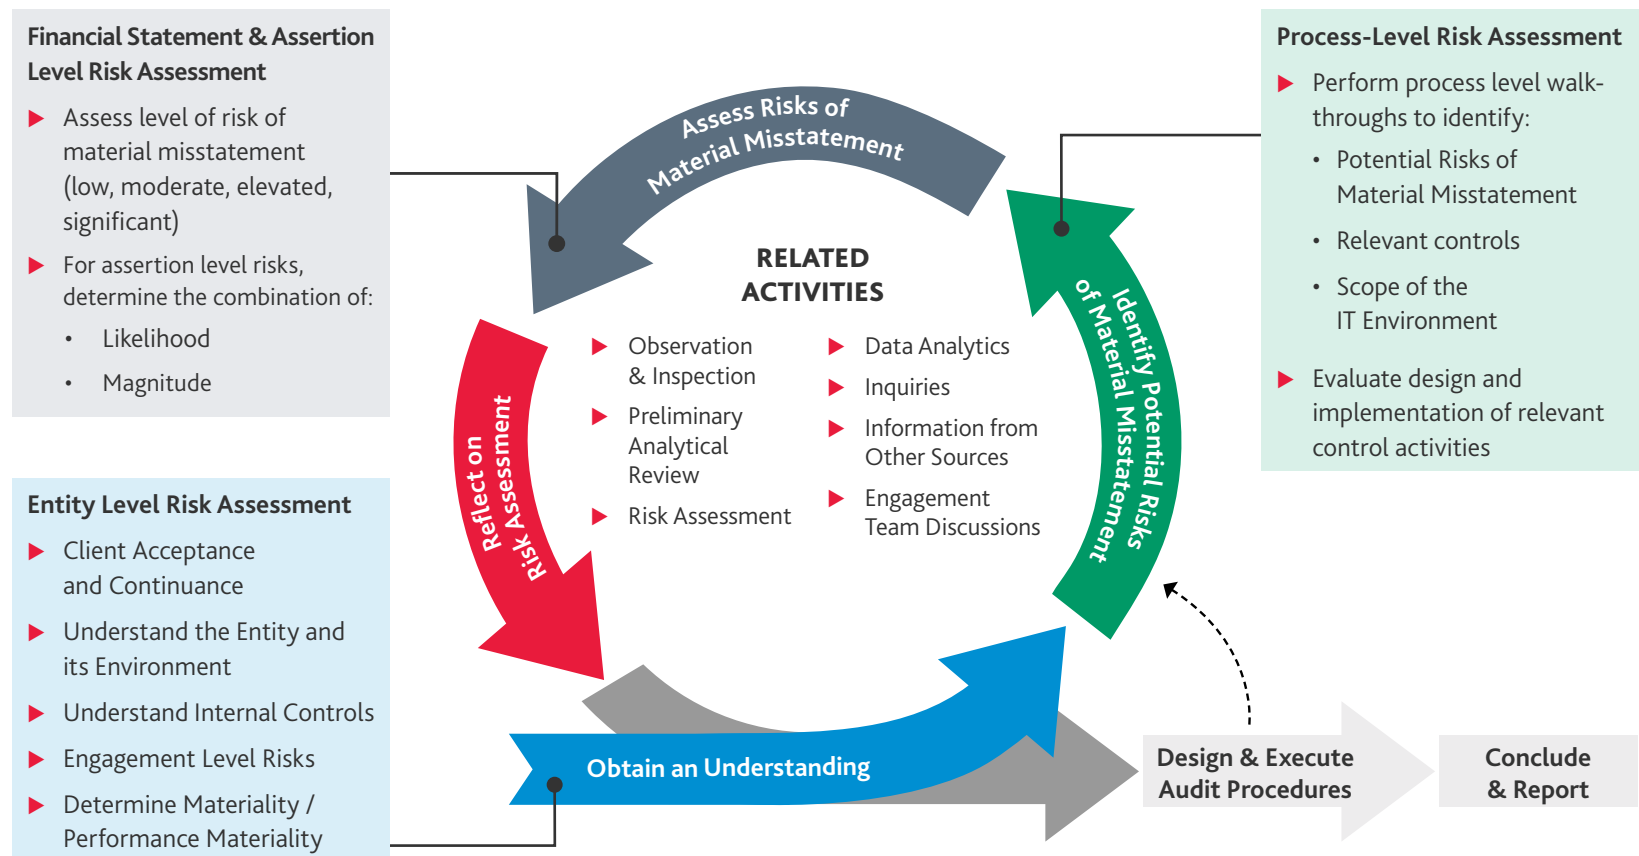 Financial Statement & Assertion
Level Risk Assessment
Assess level of risk of
material misstatement
(low, moderate, elevated,
significant)
For assertion level risks,
determine the combination of:
• Likelihood
• Magnitude
Entity Level Risk Assessment
Client Acceptance
and Continuance
Understand the Entity and
its Environment
Understand Internal Controls
Engagement Level Risks
Determine Materiality /
Performance Materiality
Assess Risks of
Material Misstatement
Reflect on
Risk Assessment
RELATED
ACTIVITIES
Observation
& Inspection
Preliminary
Analytical
Review
Risk Assessment
Data Analytics
Inquiries
Information from
Other Sources
Engagement
Team Discussions
Identify Potential Risks
of Material Misstatement
Obtain an Understanding
Process-Level Risk Assessment
Perform process level walk-
throughs to identify:
• Potential Risks of
Material Misstatement
• Relevant controls
• Scope of the
IT Environment
Evaluate design and
implementation of relevant
control activities
Design & Execute
Audit Procedures
Conclude
& Report